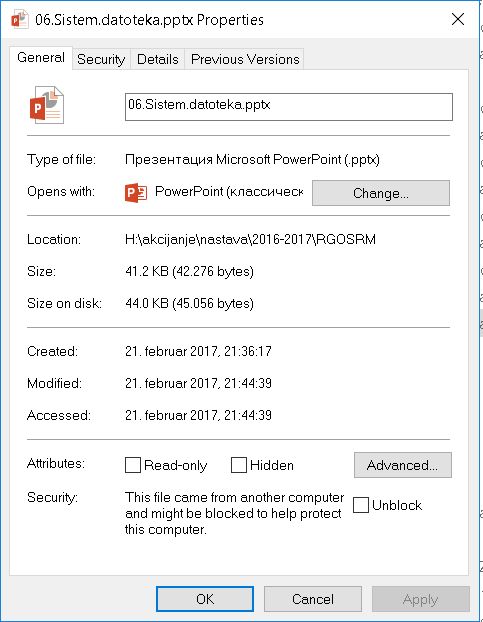 06.Sistem.datoteka.pptx Properties
General Security Details Previous Versions
06.Sistem.datoteka.pptx
Type of file: Презентация Microsoft PowerPoint (.pptx)
Opens with: PowerPoint (классическ Change...
Location: H:\akcijanje\nastava\2016-2017\RGOSRM
Size: 41.2 KB (42.276 bytes)
Size on disk: 44.0 KB (45.056 bytes)
Created: 21. februar 2017, 21:36:17
Modified: 21. februar 2017, 21:44:39
Accessed: 21. februar 2017, 21:44:39
Attributes: Read-only Hidden Advanced...
Security: This file came from another computer
and might be blocked to help protect
this computer.
Unblock
OK Cancel Apply